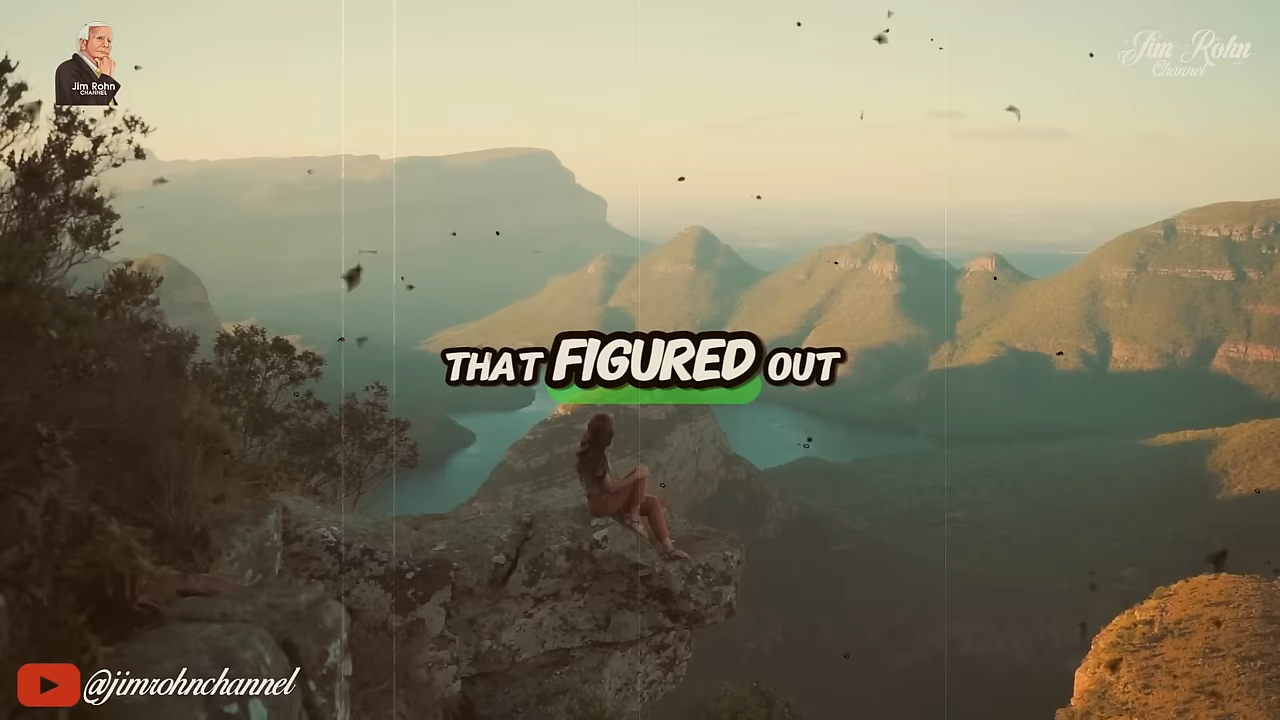 Jim Rohn
CHANNEL
Jim Rohn
Channel
THAT FIGURED OUT
@jimrohnchannel